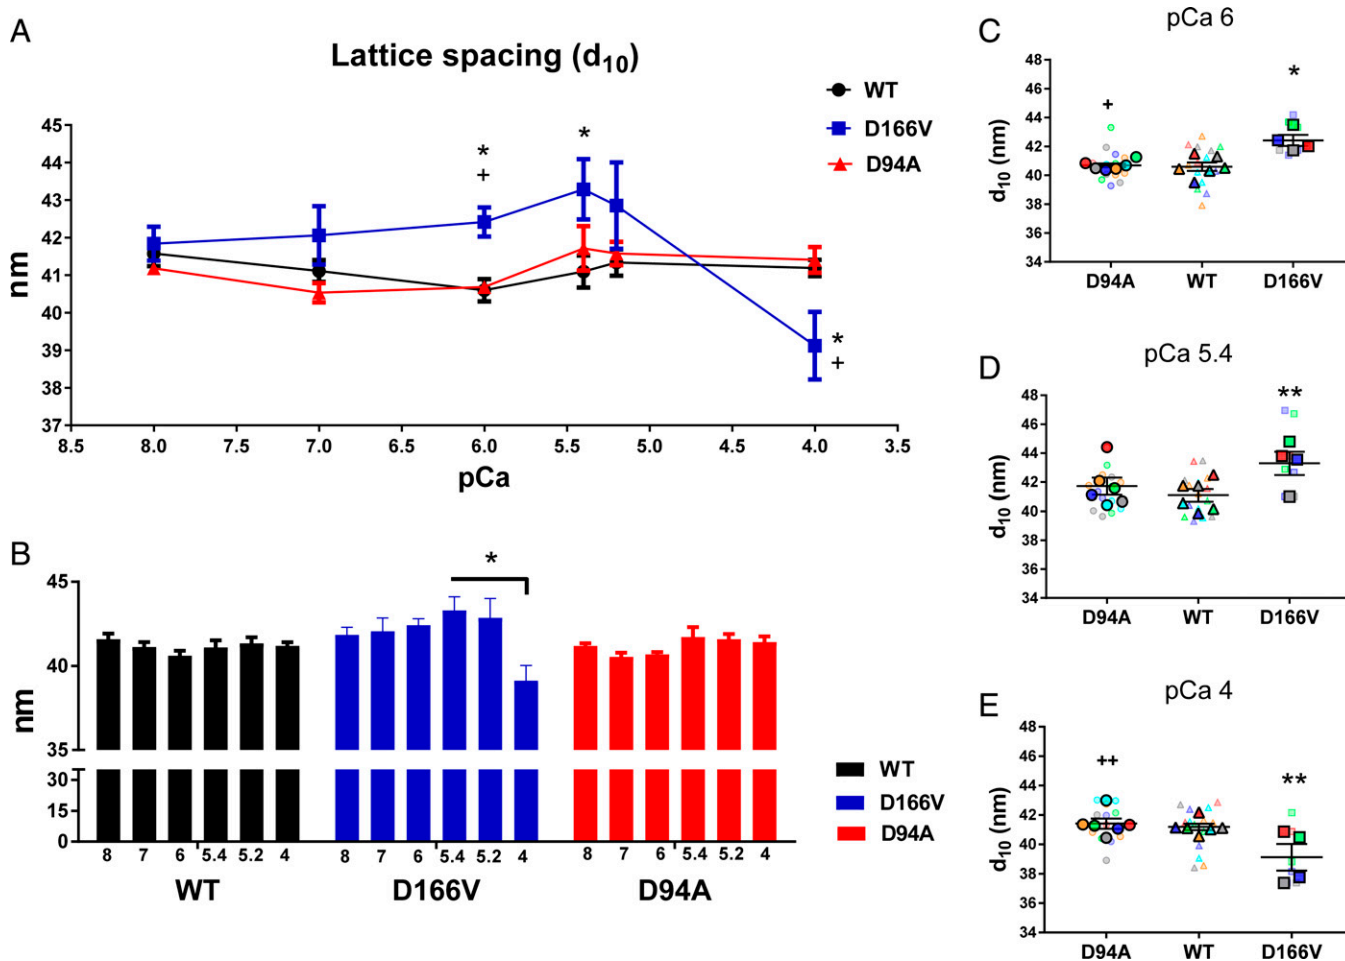 A
Lattice spacing (d10)
WT
D166V
D94A
45
44
43
42
41
40
39
38
37
nm
*
+
*
*
+
8.5 8.0 7.5 7.0 6.5 6.0 5.5 5.0 4.5 4.0 3.5
pCa
B
45
40
35
30
15
0
nm
*
8 7 6 5.4 5.2 4
8 7 6 5.4 5.2 4
8 7 6 5.4 5.2 4
WT D166V D94A
WT
D166V
D94A
C
pCa 6
48
46
44
42
40
38
36
34
d10 (nm)
+
*
D94A WT D166V
D
pCa 5.4
48
46
44
42
40
38
36
34
d10 (nm)
**
D94A WT D166V
E
pCa 4
48
46
44
42
40
38
36
34
d10 (nm)
++
**
D94A WT D166V